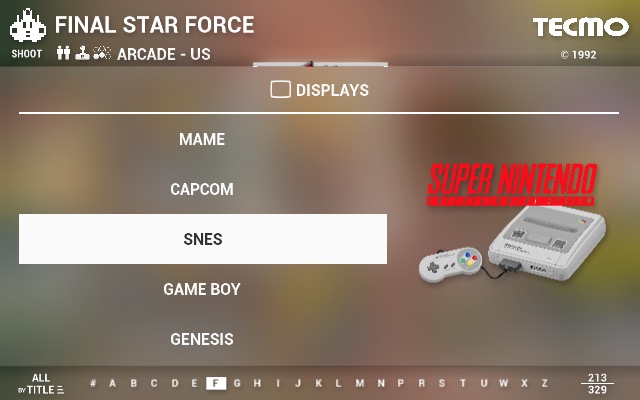 FINAL STAR FORCE
TECMO
SHOOT
ARCADE - US
© 1992
DISPLAYS
MAME
CAPCOM
SNES
GAME BOY
GENESIS
SUPER NINTENDO
ALL
BY TITLE
# A B C D E F G H I J K L M N O P R S T U V W X Z
213
329